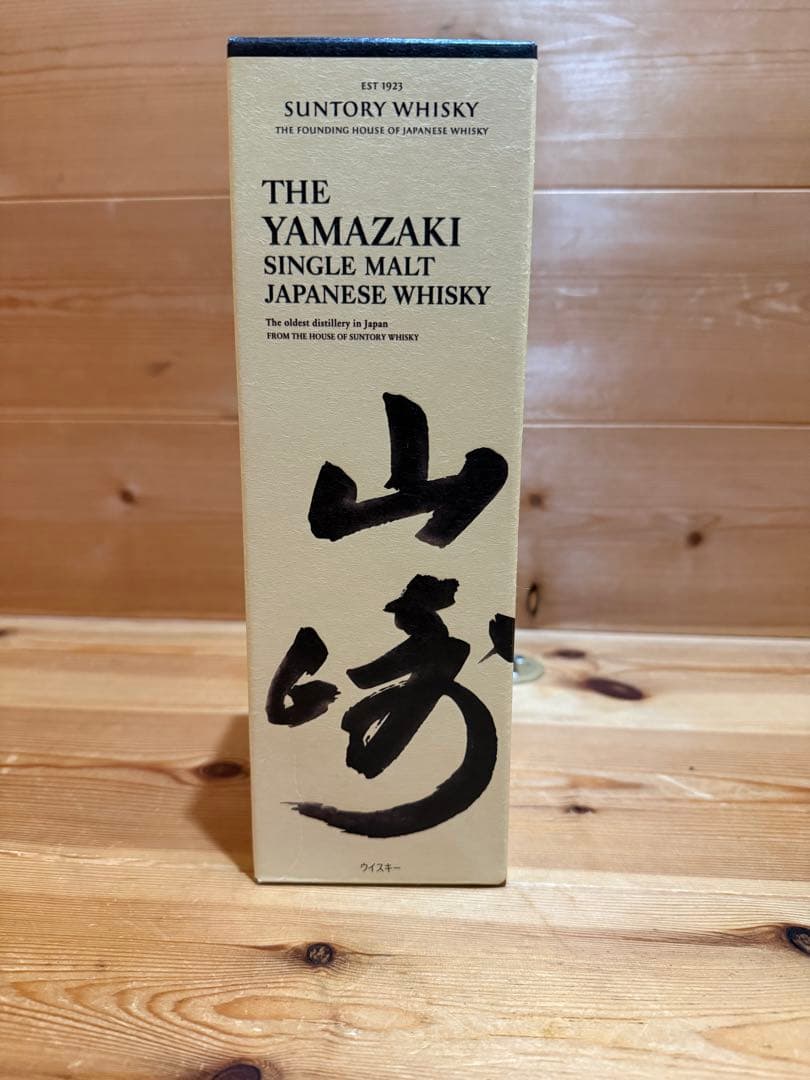 EST 1923
SUNTORY WHISKY
THE FOUNDING HOUSE OF JAPANESE WHISKY
THE
YAMAZAKI
SINGLE MALT
JAPANESE WHISKY
The oldest distillery in Japan
FROM THE HOUSE OF SUNTORY WHISKY
山
崎
ウイスキー